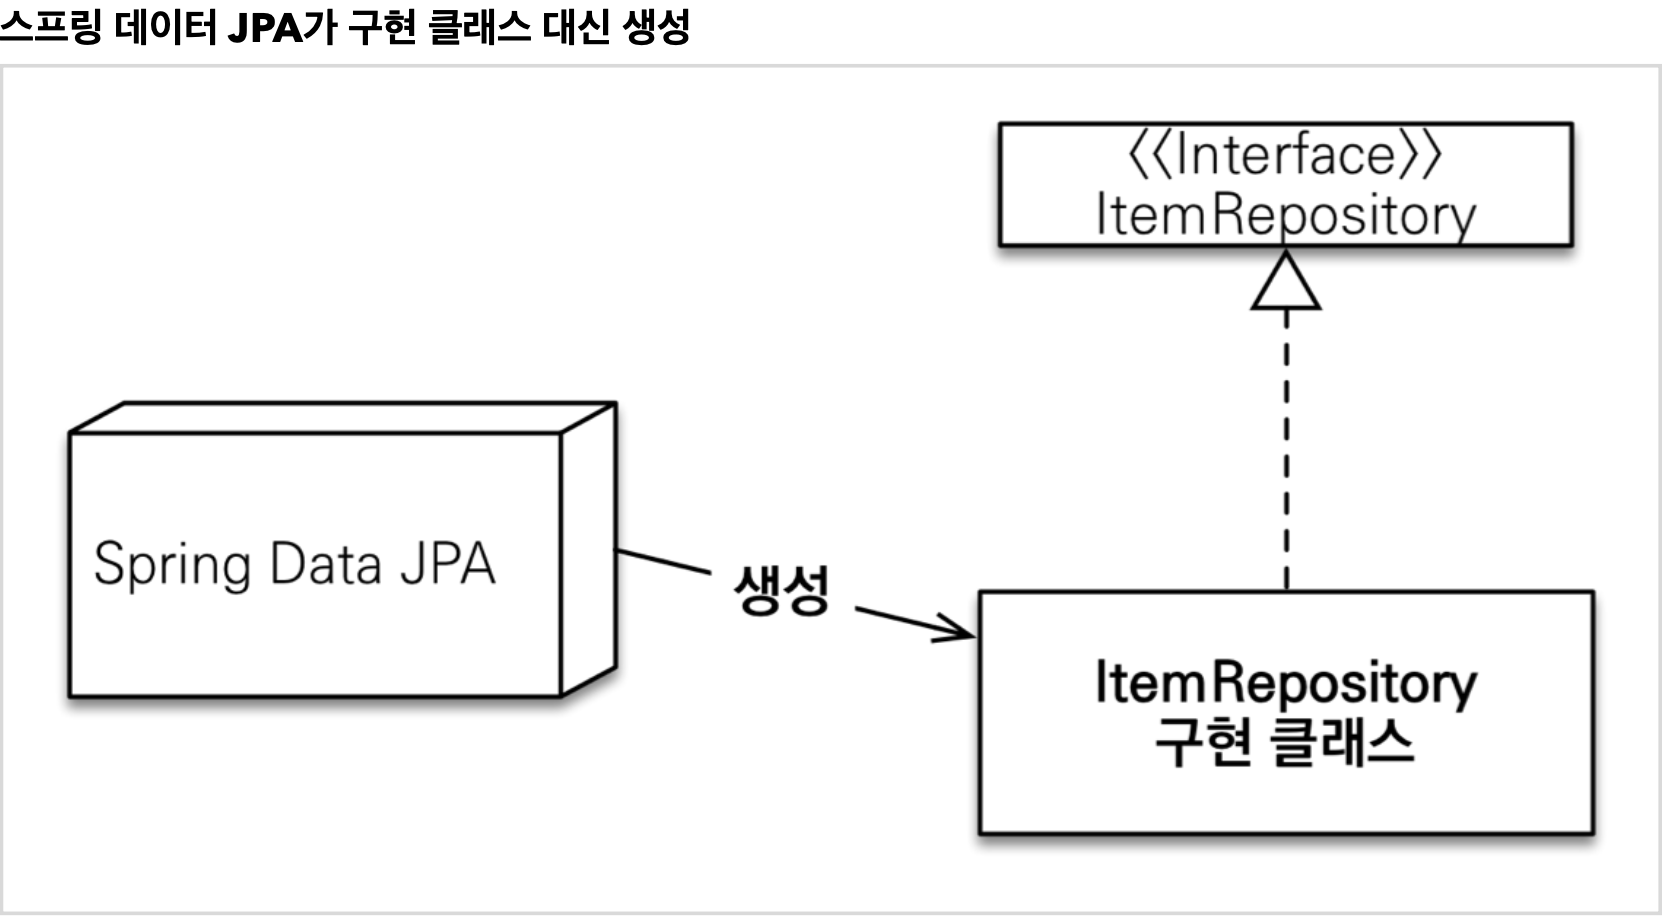 스프링 데이터 JPA가 구현 클래스 대신 생성
《Interface》
ItemRepository
Spring Data JPA
생성
ItemRepository
구현 클래스